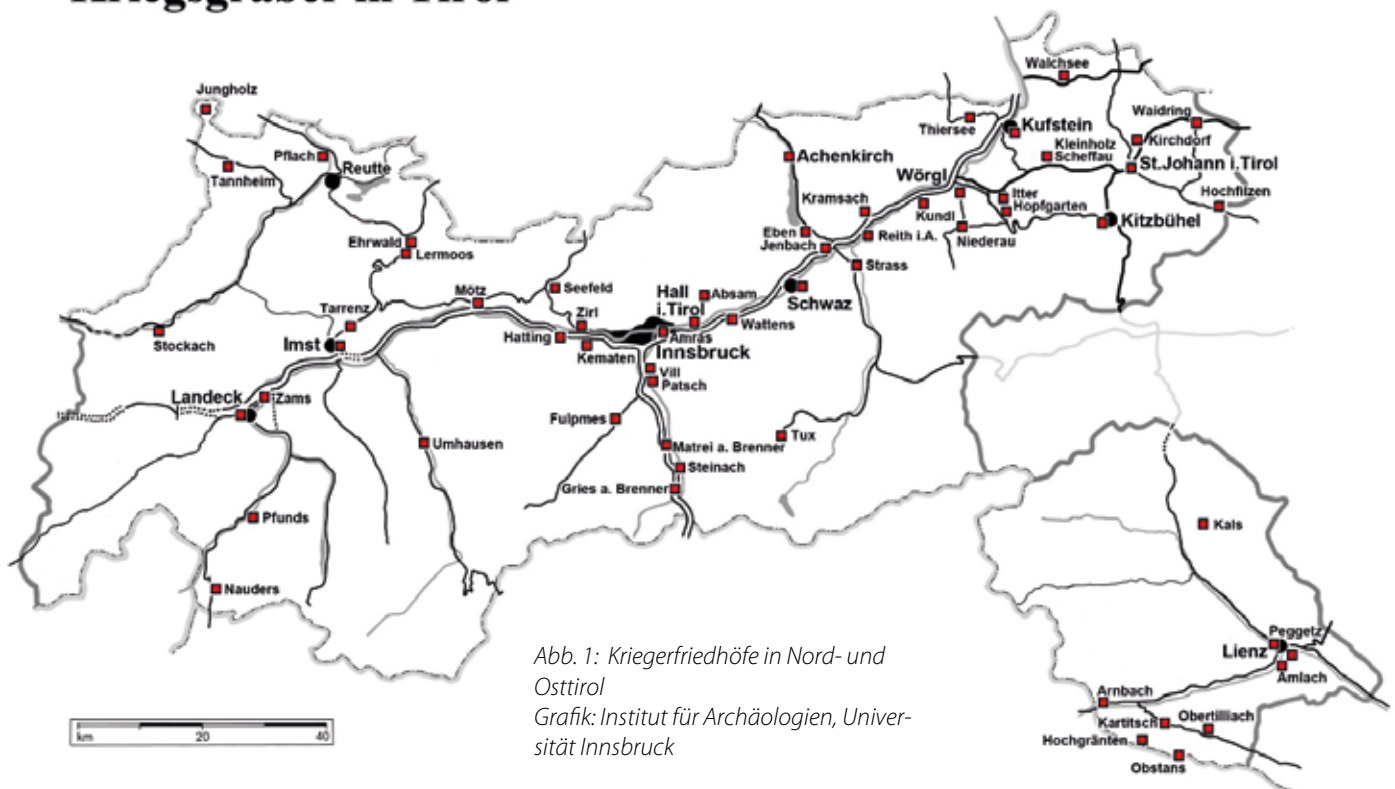 Kriegsgräber in Tirol
Jungholz
Pflach
Reutte
Tannheim
Ehrwald
Lermoos
Stockach
Tarrenz
Imst
Mötz
Seefeld
Zirl
Hatting
Kematen
Landeck
Zams
Umhausen
Pfunds
Nauders
Hall
i.Tirol
Absam
Wattens
Amras
Innsbruck
Vill
Patsch
Fulpmes
Matrei a. Brenner
Steinach
Gries a. Brenner
Tux
Achenkirch
Kramsach
Eben
Jenbach
Schwaz
Strass
Reith i.A.
Kundl
Wörgl
Niederau
Itter
Hopfgarten
Thiersee
Kufstein
Walchsee
Kleinholz
Scheffau
Waidring
Kirchdorf
St.Johann i.Tirol
Hochfilzen
Kitzbühel
Kals
Peggetz
Lienz
Amlach
Arnbach
Kartitsch
Obertilliach
Hochgränten
Obstans
km 20 40
Abb. 1: Kriegerfriedhöfe in Nord- und
Osttirol
Grafik: Institut für Archäologien, Univer-
sität Innsbruck